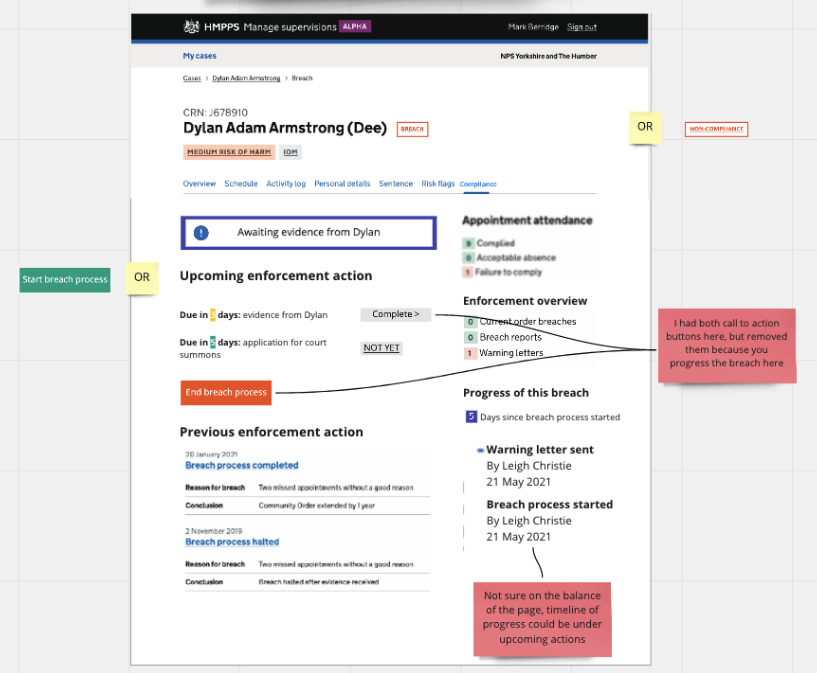 HMPPS Manage supervisions ALPHA
Mark Berridge Sign out
My cases
NPS Yorkshire and The Humber
Cases > Dylan Adam Armstrong > Breach
CRN: J678910
Dylan Adam Armstrong (Dee) BREACH
OR
NON-COMPLIANCE
MEDIUM RISK OF HARM IOM
Overview Schedule Activity log Personal details Sentence Risk flags Compliance
Awaiting evidence from Dylan
Start breach process
OR
Upcoming enforcement action
Due in 3 days: evidence from Dylan
Complete >
Due in 5 days: application for court
summons
NOT YET
End breach process
Previous enforcement action
20 January 2021
Breach process completed
Reason for breach Two missed appointments without a good reason
Conclusion Community Order extended by 1 year
2 November 2019
Breach process halted
Reason for breach Two missed appointments without a good reason
Conclusion Breach halted after evidence received
Appointment attendance
9 Complied
0 Acceptable absence
1 Failure to comply
Enforcement overview
0 Current order breaches
0 Breach reports
1 Warning letters
Progress of this breach
5 Days since breach process started
Warning letter sent
By Leigh Christie
21 May 2021
Breach process started
By Leigh Christie
21 May 2021
I had both call to action
buttons here, but removed
them because you
progress the breach here
Not sure on the balance
of the page, timeline of
progress could be under
upcoming actions